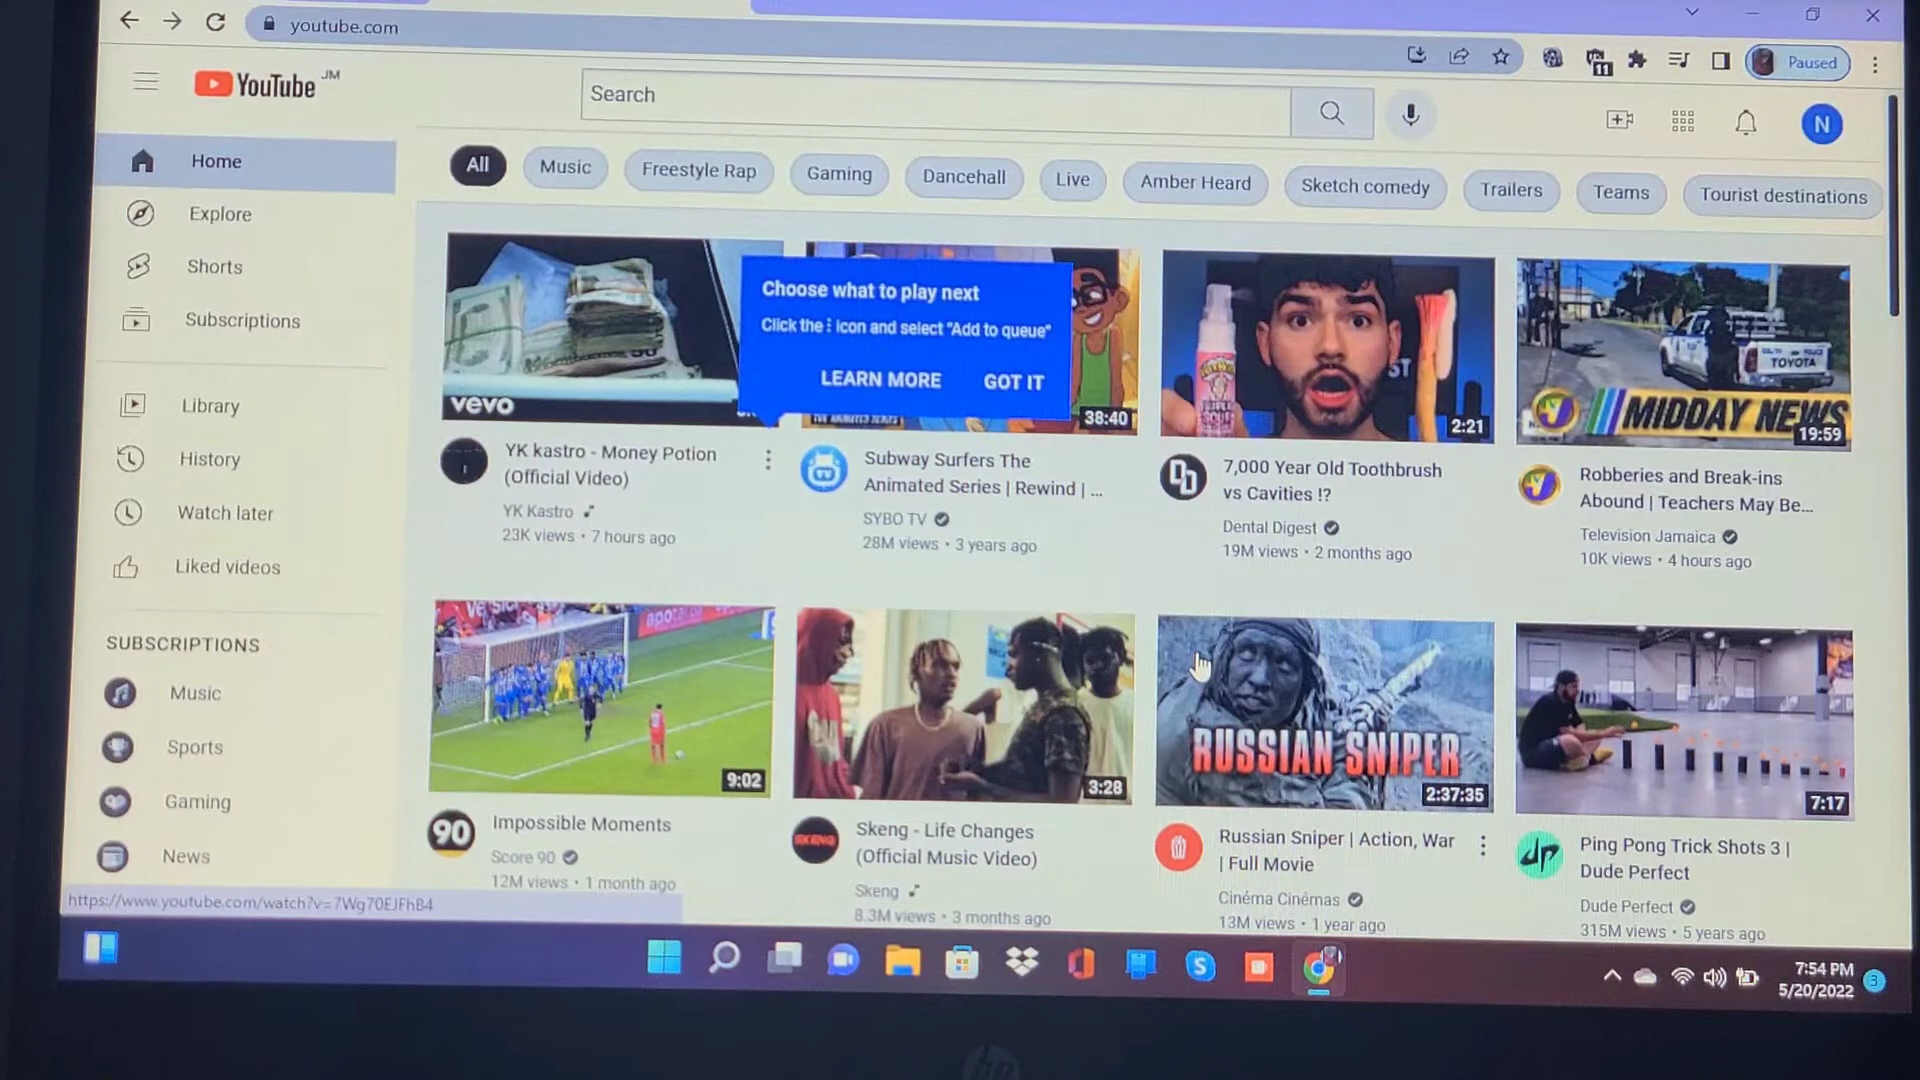 youtube.com
11
Paused
YouTube JM
Search
N
Home
Explore
Shorts
Subscriptions
Library
History
Watch later
Liked videos
SUBSCRIPTIONS
Music
Sports
Gaming
News
All
Music
Freestyle Rap
Gaming
Dancehall
Live
Amber Heard
Sketch comedy
Trailers
Teams
Tourist destinations
vevo
Choose what to play next
Click the ⋮ icon and select "Add to queue"
LEARN MORE
GOT IT
38:40
2:21
TOYOTA
MIDDAY NEWS
19:59
YK kastro - Money Potion
(Official Video)
YK Kastro
23K views • 7 hours ago
TV
Subway Surfers The
Animated Series | Rewind | ...
SYBO TV
28M views • 3 years ago
7,000 Year Old Toothbrush
vs Cavities !?
Dental Digest
19M views • 2 months ago
Robberies and Break-ins
Abound | Teachers May Be...
Television Jamaica
10K views • 4 hours ago
9:02
3:28
RUSSIAN SNIPER
2:37:35
7:17
90
Impossible Moments
Score 90
12M views • 1 month ago
SKENG
Skeng - Life Changes
(Official Music Video)
Skeng
8.3M views • 3 months ago
Russian Sniper | Action, War
| Full Movie
Cinéma Cinémas
13M views • 1 year ago
dp
Ping Pong Trick Shots 3 |
Dude Perfect
Dude Perfect
315M views • 5 years ago
https://www.youtube.com/watch?v=7Wg70EJFhB4
S
7:54 PM
5/20/2022
3
hp